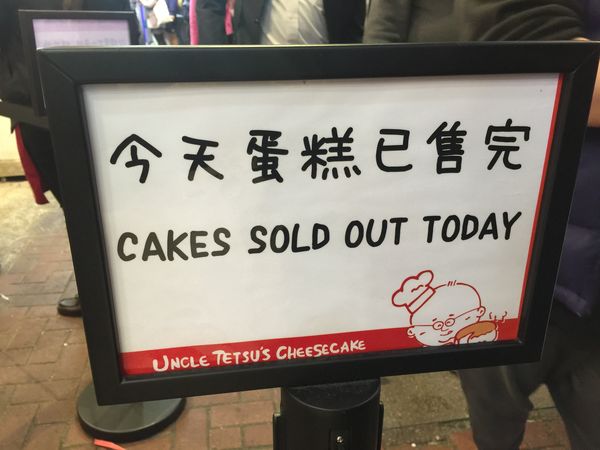 今天蛋糕已售完
CAKES SOLD OUT TODAY
UNCLE TETSU'S CHEESECAKE